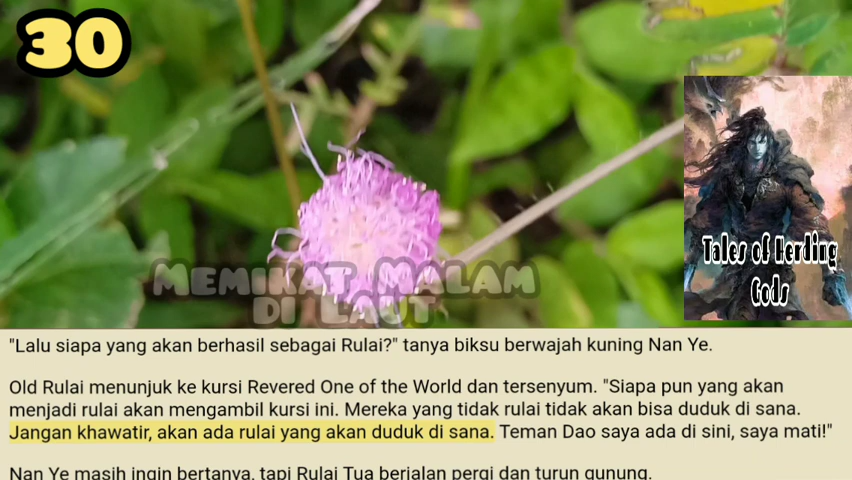 30
Tales of Herding
Gods
Memikat Malam
di Laut
"Lalu siapa yang akan berhasil sebagai Rulai?" tanya biksu berwajah kuning Nan Ye.
Old Rulai menunjuk ke kursi Revered One of the World dan tersenyum. "Siapa pun yang akan
menjadi rulai akan mengambil kursi ini. Mereka yang tidak rulai tidak akan bisa duduk di sana.
Jangan khawatir, akan ada rulai yang akan duduk di sana. Teman Dao saya ada di sini, saya mati!"
Nan Ye masih ingin bertanya, tapi Rulai Tua berjalan pergi dan turun gunung.